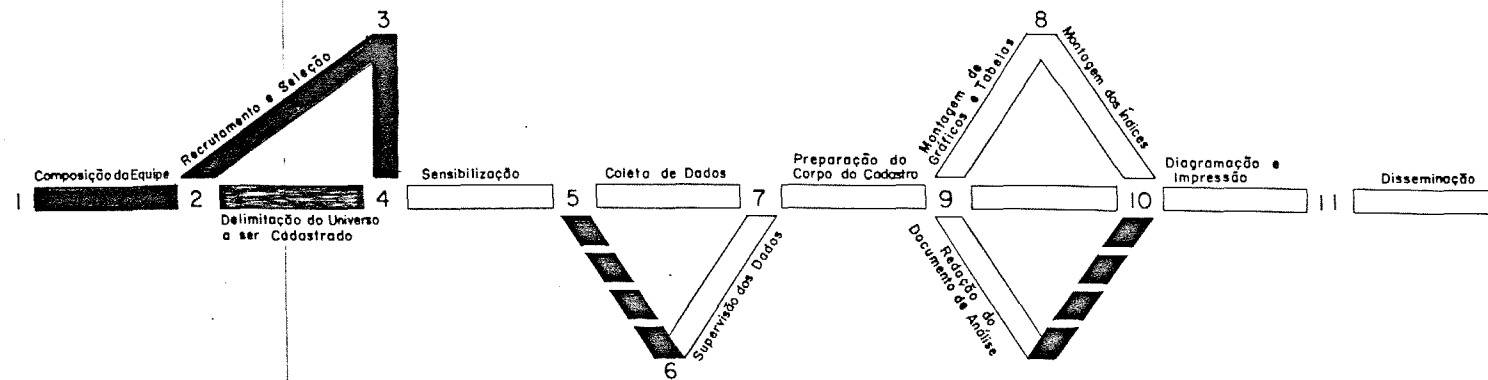 3
8
Recrutamento e Seleção
Montagem de
Gráficos e Tabelas
Montagem dos Índices
1
Composição da Equipe
2
Delimitação do Universo
a ser Cadastrado
4
Sensibilização
5
Coleta de Dados
7
Preparação do
Corpo do Cadastro
9
10
Diagramação e
Impressão
11
Disseminação
Supervisão dos Dados
6
Redação do
Documento de Análise